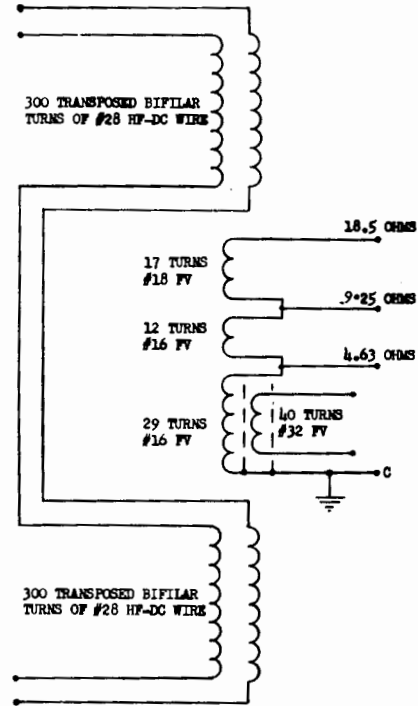 300 TRANSPOSED BIFILAR
TURNS OF #28 HF-DC WIRE
18.5 OHMS
17 TURNS
#18 FV
9.25 OHMS
12 TURNS
#16 FV
4.63 OHMS
29 TURNS
#16 FV
40 TURNS
#32 FV
C
300 TRANSPOSED BIFILAR
TURNS OF #28 HF-DC WIRE